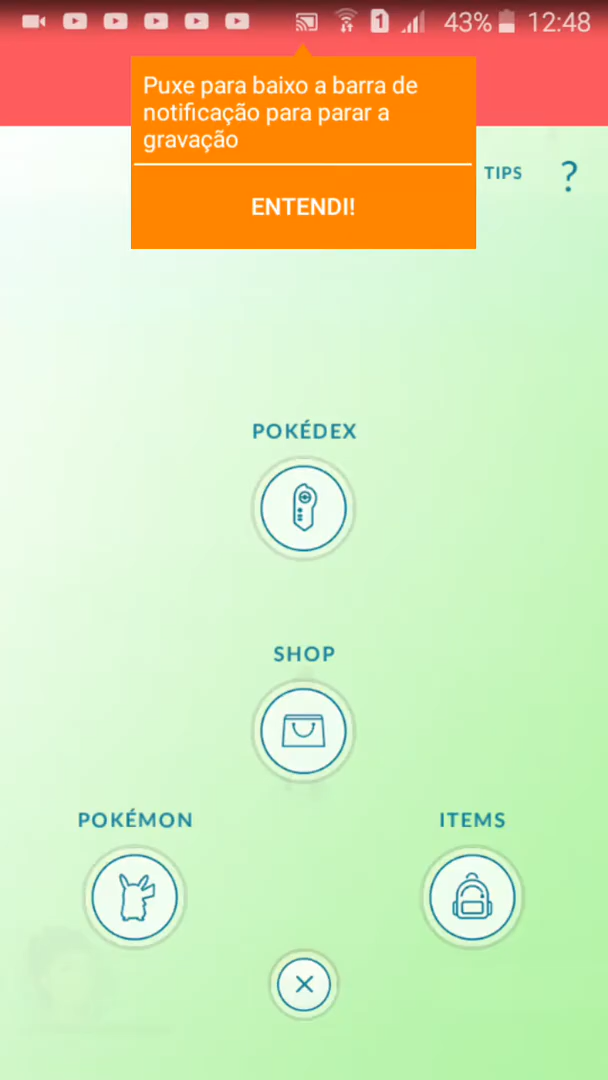 43% 12:48
Puxe para baixo a barra de
notificação para parar a
gravação
ENTENDI!
TIPS ?
POKÉDEX
SHOP
POKÉMON
ITEMS